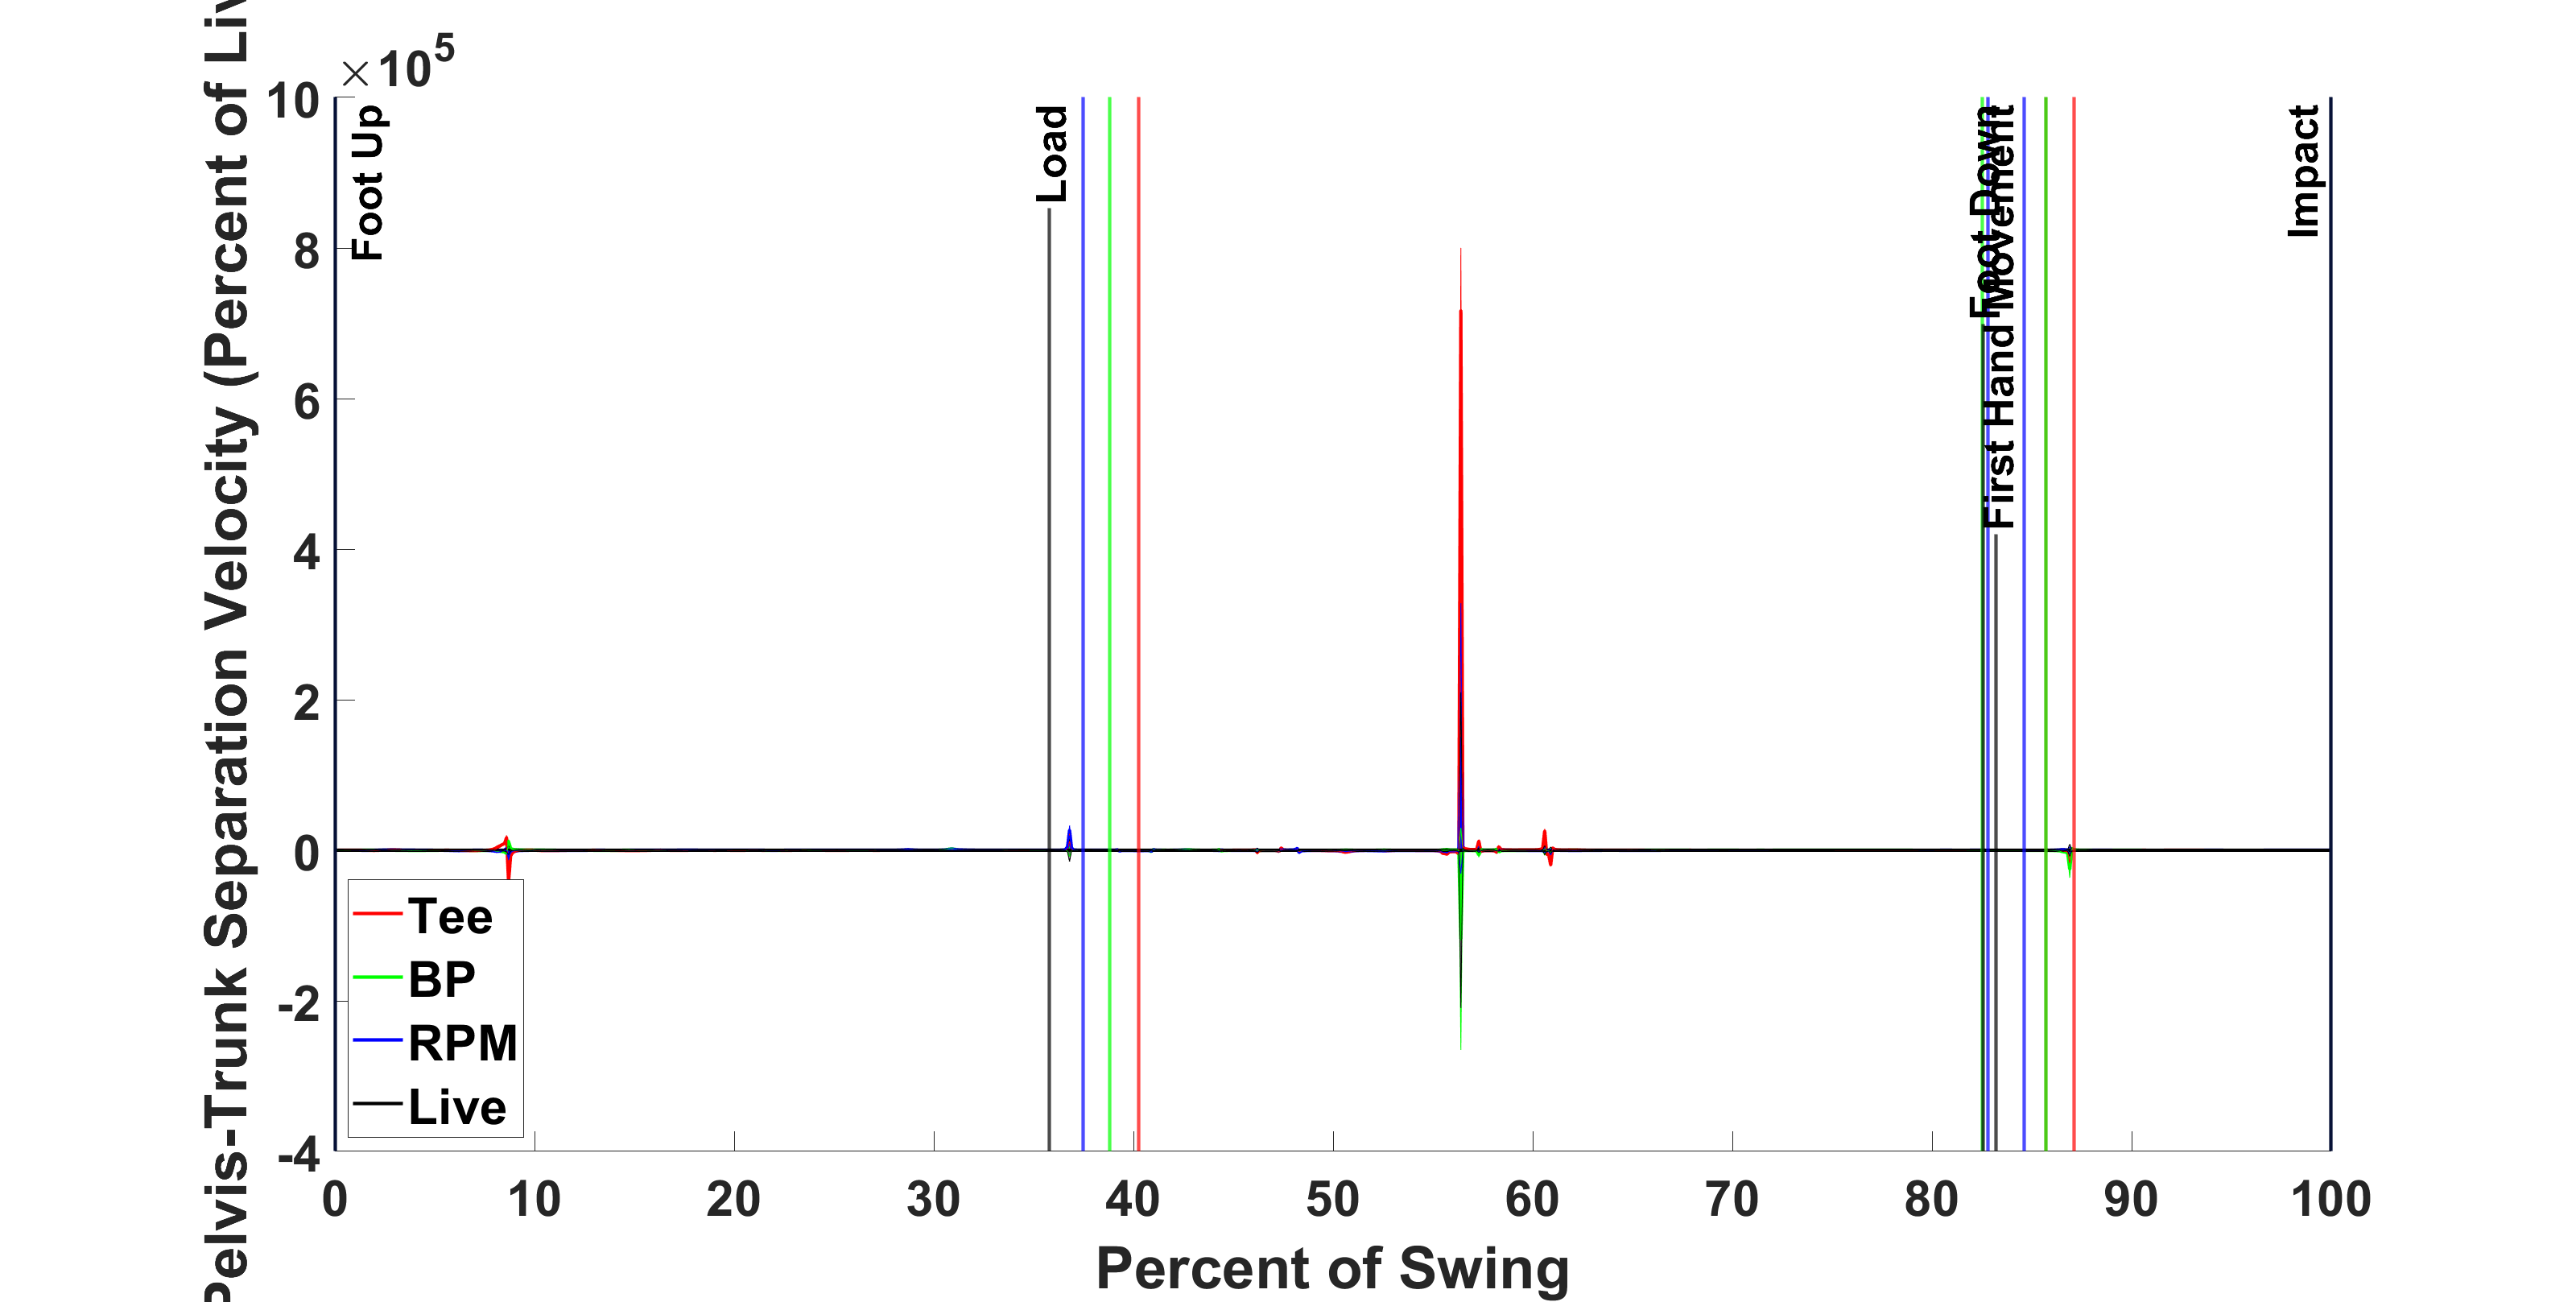 Pelvis-Trunk Separation Velocity (Percent of
×10^5
10
8
6
4
2
0
-2
-4
Foot Up
Load
Foot Down
First Hand Movement
Impact
Tee
BP
RPM
Live
0 10 20 30 40 50 60 70 80 90 100
Percent of Swing